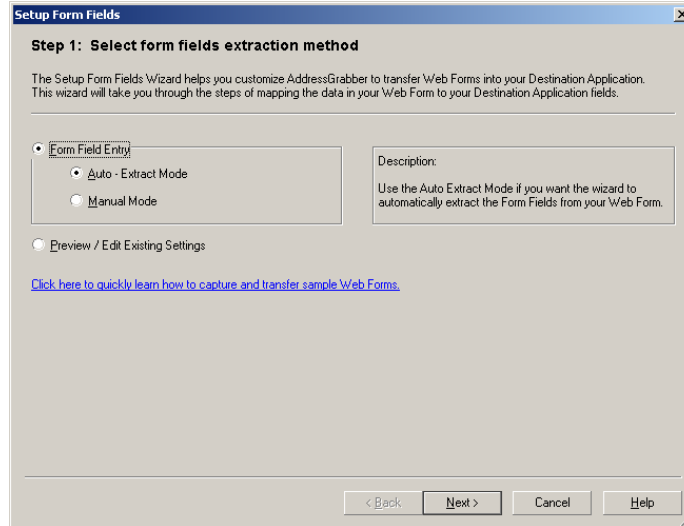 Setup Form Fields
Step 1: Select form fields extraction method
The Setup Form Fields Wizard helps you customize AddressGrabber to transfer Web Forms into your Destination Application.
This wizard will take you through the steps of mapping the data in your Web Form to your Destination Application fields.
Form Field Entry
Auto - Extract Mode
Manual Mode
Description:
Use the Auto Extract Mode if you want the wizard to
automatically extract the Form Fields from your Web Form.
Preview / Edit Existing Settings
Click here to quickly learn how to capture and transfer sample Web Forms.
< Back
Next >
Cancel
Help